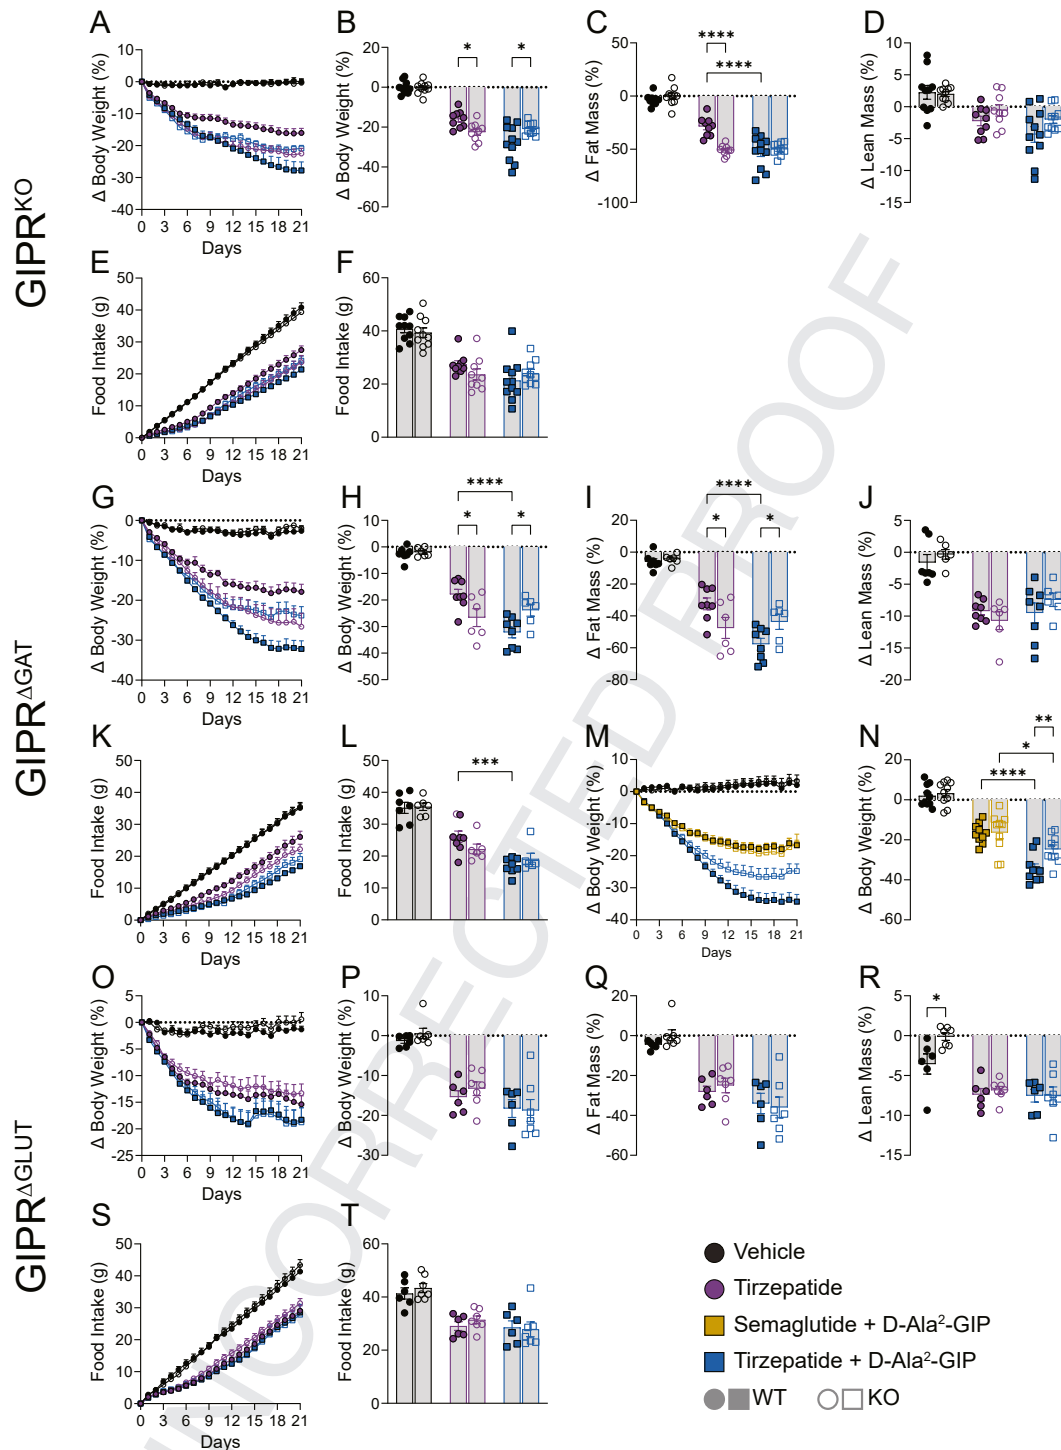 GIPRKO
A
Δ Body Weight (%)
10
0
-10
-20
-30
-40
0 3 6 9 12 15 18 21
Days
B
Δ Body Weight (%)
20
0
-20
-40
-60
* *
C
Δ Fat Mass (%)
50
0
-50
-100
****
****
D
Δ Lean Mass (%)
10
5
0
-5
-10
-15
E
Food Intake (g)
50
40
30
20
10
0
0 3 6 9 12 15 18 21
Days
F
Food Intake (g)
60
40
20
0
GIPRΔGAT
G
Δ Body Weight (%)
0
-10
-20
-30
-40
0 3 6 9 12 15 18 21
Days
H
Δ Body Weight (%)
10
0
-10
-20
-30
-40
-50
****
* *
I
Δ Fat Mass (%)
20
0
-20
-40
-60
-80
****
* *
J
Δ Lean Mass (%)
5
0
-5
-10
-15
-20
K
Food Intake (g)
50
40
30
20
10
0
0 3 6 9 12 15 18 21
Days
L
Food Intake (g)
50
40
30
20
10
0
***
M
Δ Body Weight (%)
10
0
-10
-20
-30
-40
0 3 6 9 12 15 18 21
Days
N
Δ Body Weight (%)
20
0
-20
-40
-60
**
*
****
GIPRΔGLUT
O
Δ Body Weight (%)
5
0
-5
-10
-15
-20
-25
0 3 6 9 12 15 18 21
Days
P
Δ Body Weight (%)
10
0
-10
-20
-30
Q
Δ Fat Mass (%)
20
0
-20
-40
-60
R
Δ Lean Mass (%)
5
0
-5
-10
-15
*
S
Food Intake (g)
50
40
30
20
10
0
0 3 6 9 12 15 18 21
Days
T
Food Intake (g)
60
40
20
0
Vehicle
Tirzepatide
Semaglutide + D-Ala²-GIP
Tirzepatide + D-Ala²-GIP
WT KO
UNCORRECTED PROOF